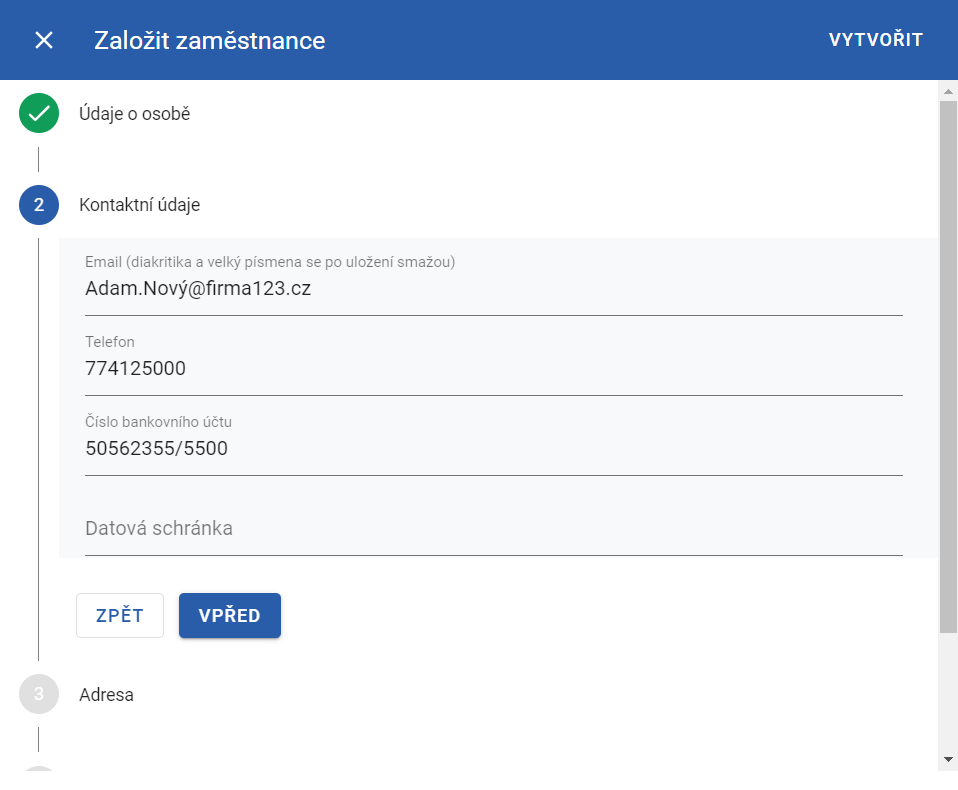 Založit zaměstnance
VYTVOŘIT
Údaje o osobě
2
Kontaktní údaje
Email (diakritika a velký písmena se po uložení smažou)
Adam.Nový@firma123.cz
Telefon
774125000
Číslo bankovního účtu
50562355/5500
Datová schránka
ZPĚT
VPŘED
3
Adresa